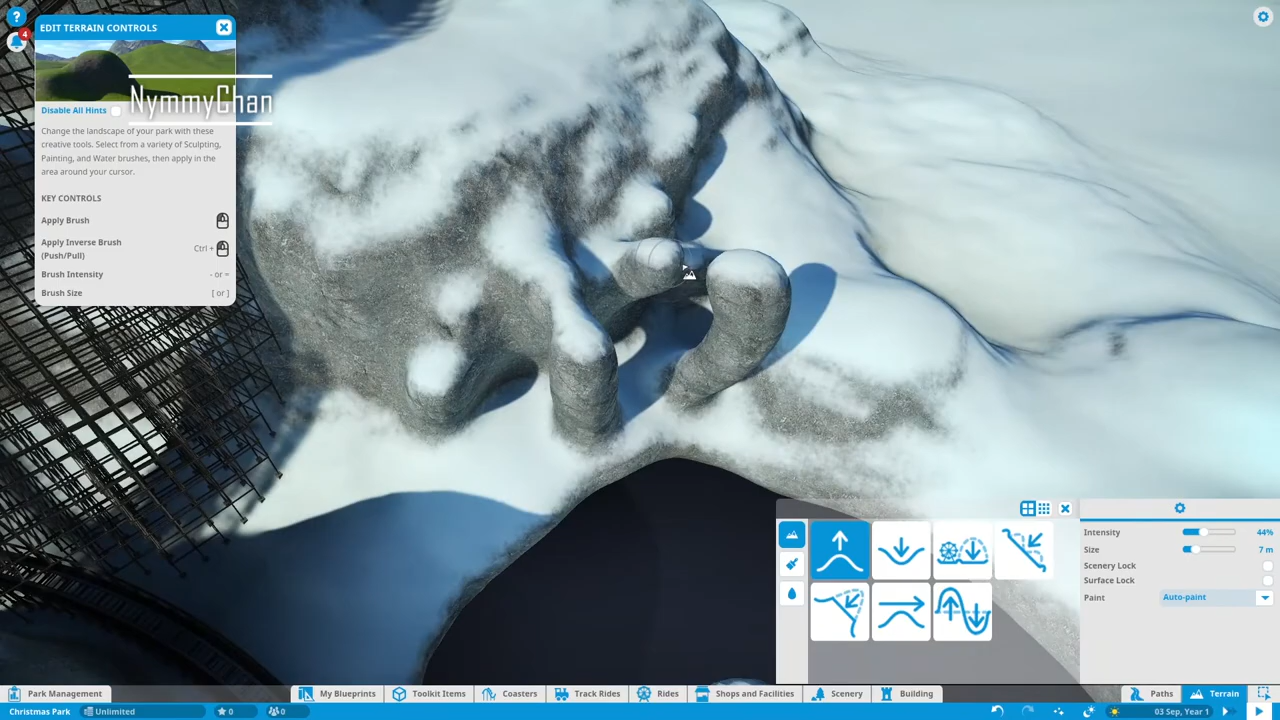 EDIT TERRAIN CONTROLS
4
NymmyChan
Disable All Hints
Change the landscape of your park with these
creative tools. Select from a variety of Sculpting,
Painting, and Water brushes, then apply in the
area around your cursor.
KEY CONTROLS
Apply Brush
Apply Inverse Brush
(Push/Pull)
Ctrl +
Brush Intensity
- or =
Brush Size
[ or ]
Intensity
44%
Size
7 m
Scenery Lock
Surface Lock
Paint
Auto-paint
Park Management
My Blueprints
Toolkit Items
Coasters
Track Rides
Rides
Shops and Facilities
Scenery
Building
Paths
Terrain
Christmas Park
Unlimited
0
0
03 Sep, Year 1